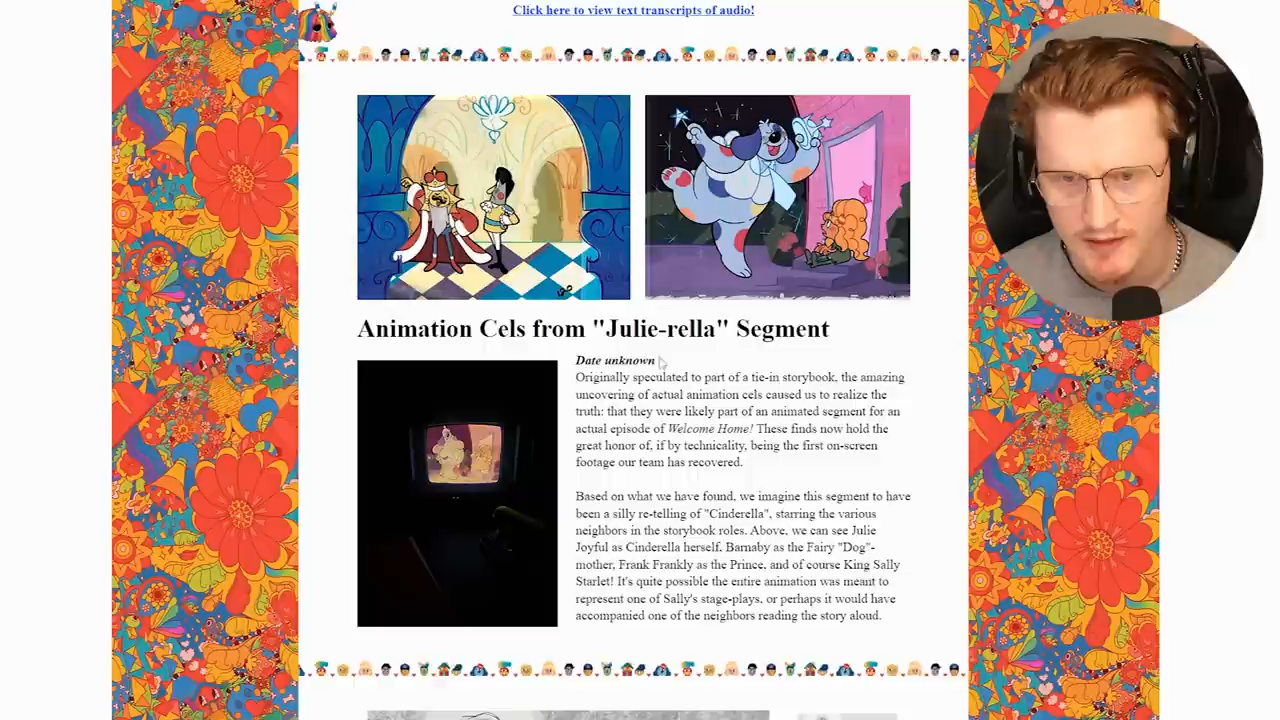 Click here to view text transcripts of audio!
Animation Cels from "Julie-rella" Segment
Date unknown
Originally speculated to part of a tie-in storybook, the amazing
uncovering of actual animation cels caused us to realize the
truth: that they were likely part of an animated segment for an
actual episode of Welcome Home! These finds now hold the
great honor of, if by technicality, being the first on-screen
footage our team has recovered.
Based on what we have found, we imagine this segment to have
been a silly re-telling of "Cinderella", starring the various
neighbors in the storybook roles. Above, we can see Julie
Joyful as Cinderella herself. Barnaby as the Fairy "Dog"-
mother, Frank Frankly as the Prince, and of course King Sally
Starlet! It's quite possible the entire animation was meant to
represent one of Sally's stage-plays, or perhaps it would have
accompanied one of the neighbors reading the story aloud.